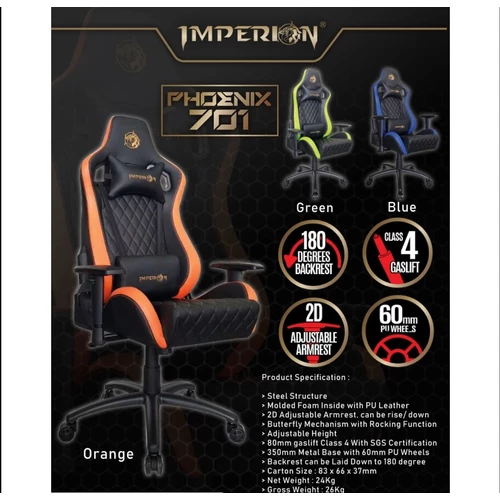 IMPERION®
PHOENIX
701
Green
Blue
IMPERION
IMPERION
180
DEGREES
BACKREST
CLASS
4
GASLIFT
2D
ADJUSTABLE
ARMREST
60mm
PU WHEELS
Orange
Product Specification :
> Steel Structure
> Molded Foam Inside with PU Leather
> 2D Adjustable Armrest, can be rise/ down
> Butterfly Mechanism with Rocking Function
> Adjustable Height
> 80mm gaslift Class 4 With SGS Certification
> 350mm Metal Base with 60mm PU Wheels
> Backrest can be Laid Down to 180 degree
> Carton Size : 83 x 66 x 37mm
> Net Weight : 24Kg
> Gross Weight : 26Kg